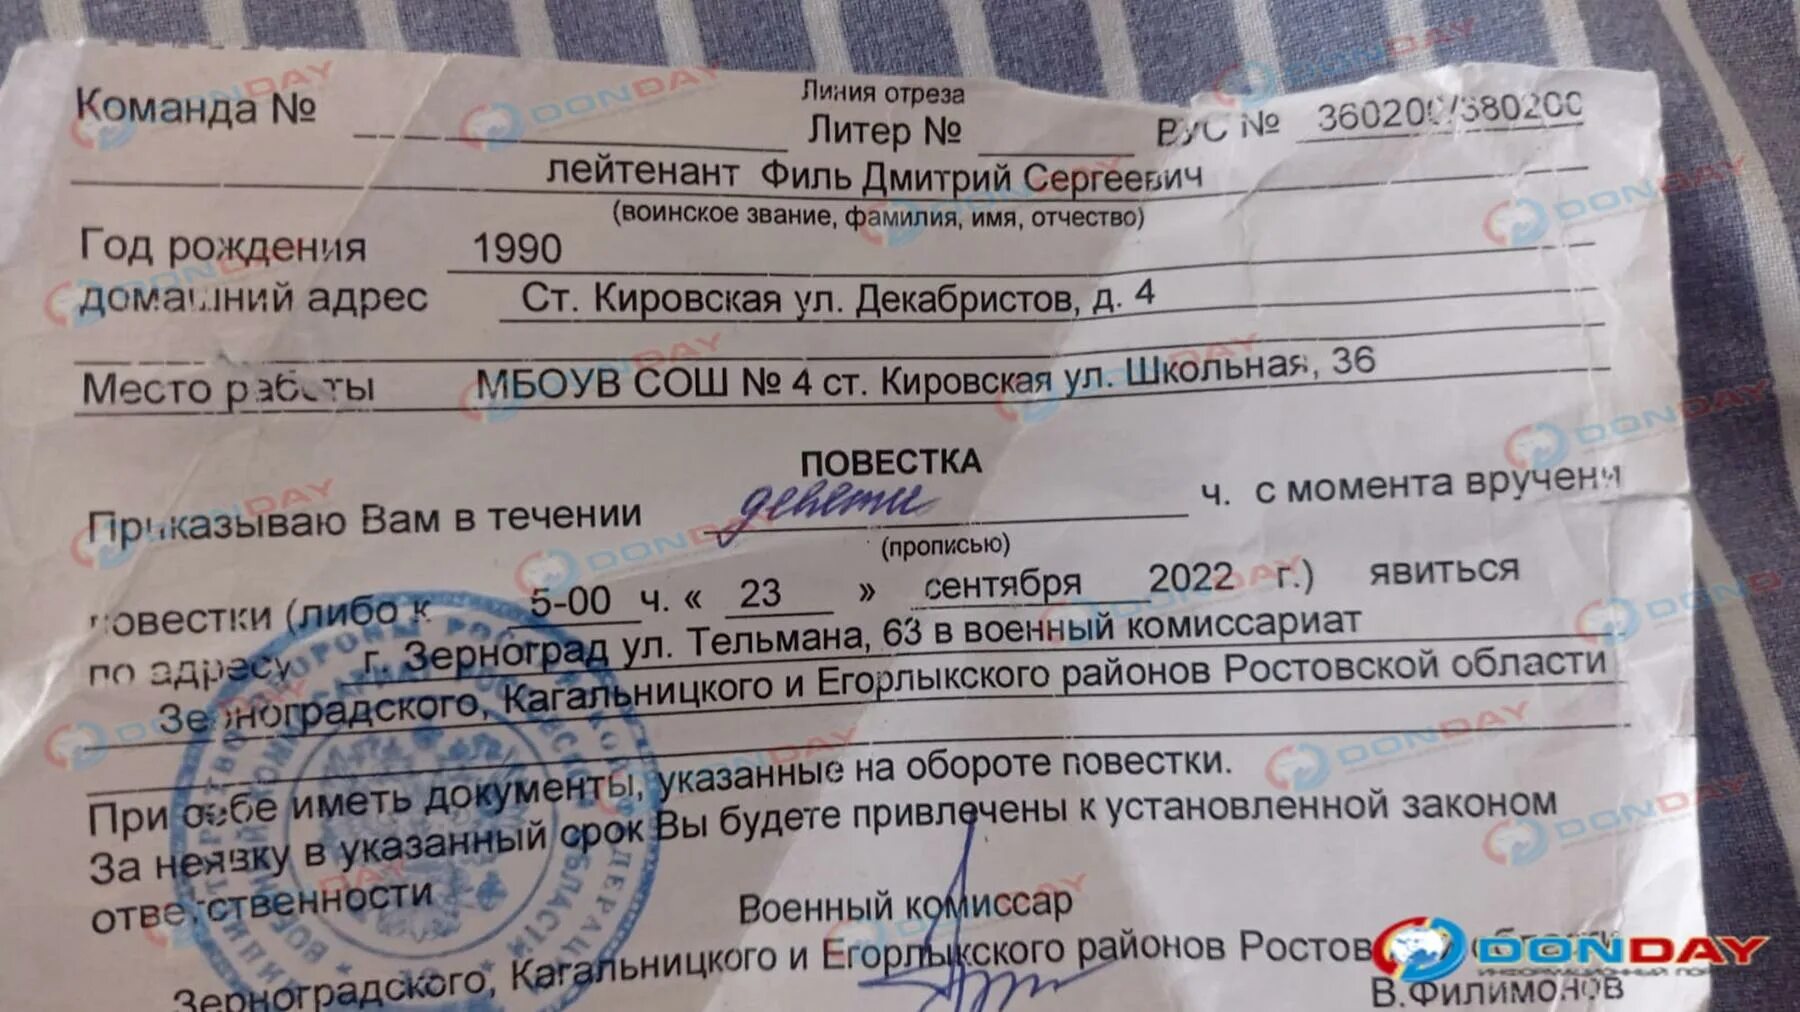 Линия отреза
Команда № Литер № ВУС № 360200/380200
лейтенант Филь Дмитрий Сергеевич
(воинское звание, фамилия, имя, отчество)
Год рождения 1990
домашний адрес Ст. Кировская ул. Декабристов, д. 4
Место работы МБОУВ СОШ № 4 ст. Кировская ул. Школьная, 36
ПОВЕСТКА
Приказываю Вам в течении девяти ч. с момента вручени
(прописью)
повестки (либо к 5-00 ч. « 23 » сентября 2022 г.) явиться
по адресу г. Зерноград ул. Тельмана, 63 в военный комиссариат
Зерноградского, Кагальницкого и Егорлыкского районов Ростовской области
При себе иметь документы, указанные на обороте повестки.
За неявку в указанный срок Вы будете привлечены к установленной законом
ответственности
Военный комиссар
Зерноградского, Кагальницкого и Егорлыкского районов Ростов
В.Филимонов
DONDAY